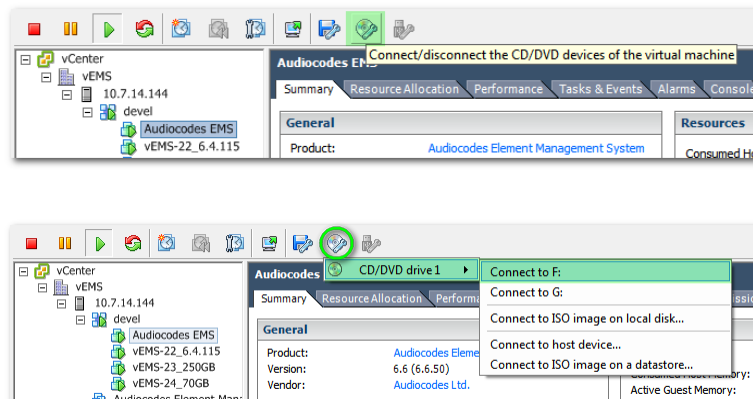 Connect/disconnect the CD/DVD devices of the virtual machine
vCenter
vEMS
10.7.14.144
devel
Audiocodes EMS
vEMS-22_6.4.115
Audiocodes EMS
Summary Resource Allocation Performance Tasks & Events Alarms Console
General
Product: Audiocodes Element Management System
Resources
Consumed Ho
vCenter
vEMS
10.7.14.144
devel
Audiocodes EMS
vEMS-22_6.4.115
vEMS-23_250GB
vEMS-24_70GB
Audiocodes Element Man
Audiocodes
CD/DVD drive 1
Connect to F:
Connect to G:
Connect to ISO image on local disk...
Connect to host device...
Connect to ISO image on a datastore...
Summary Resource Allocation Performa
General
Product: Audiocodes Eleme
Version: 6.6 (6.6.50)
Vendor: Audiocodes Ltd.
Memory:
Active Guest Memory: